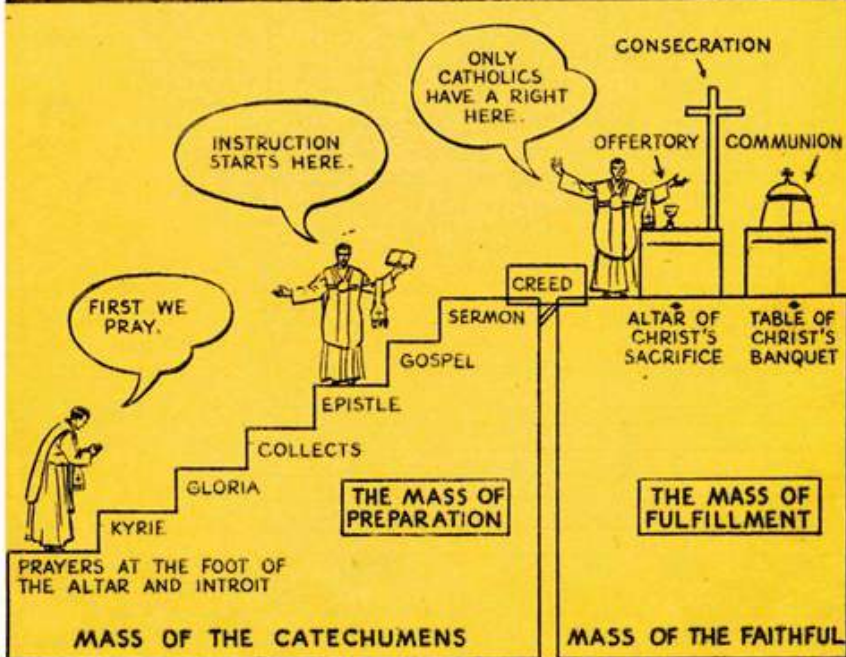 FIRST WE
PRAY.
INSTRUCTION
STARTS HERE.
ONLY
CATHOLICS
HAVE A RIGHT
HERE.
CONSECRATION
OFFERTORY
COMMUNION
PRAYERS AT THE FOOT OF
THE ALTAR AND INTROIT
KYRIE
GLORIA
COLLECTS
EPISTLE
GOSPEL
SERMON
CREED
ALTAR OF
CHRIST'S
SACRIFICE
TABLE OF
CHRIST'S
BANQUET
THE MASS OF
PREPARATION
THE MASS OF
FULFILLMENT
MASS OF THE CATECHUMENS
MASS OF THE FAITHFUL